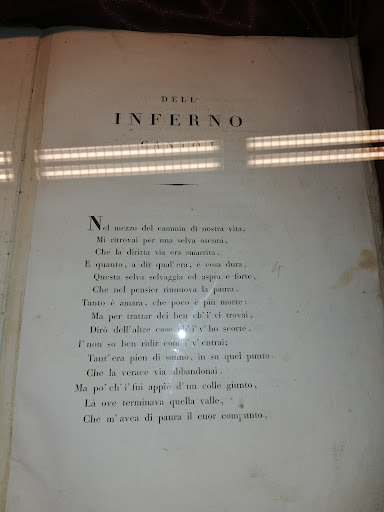 DELL'
INFERNO
CANTO I
Nel mezzo del cammin di nostra vita,
Mi ritrovai per una selva oscura,
Che la diritta via era smarrita.
E quanto, a dir qual'era, è cosa dura,
Questa selva selvaggia ed aspra e forte,
Che nel pensier rinnuova la paura.
Tanto è amara, che poco è più morte:
Ma per trattar dei ben ch'i' vi trovai,
Dirò dell'altre cose ch'i' v'ho scorte.
I' non so ben ridir com'i' v'entrai;
Tant'era pien di sonno, in su quel punto
Che la verace via abbandonai.
Ma po' ch'i' fui appiè d'un colle giunto,
Là ove terminava quella valle,
Che m'avea di paura il cuor compunto,